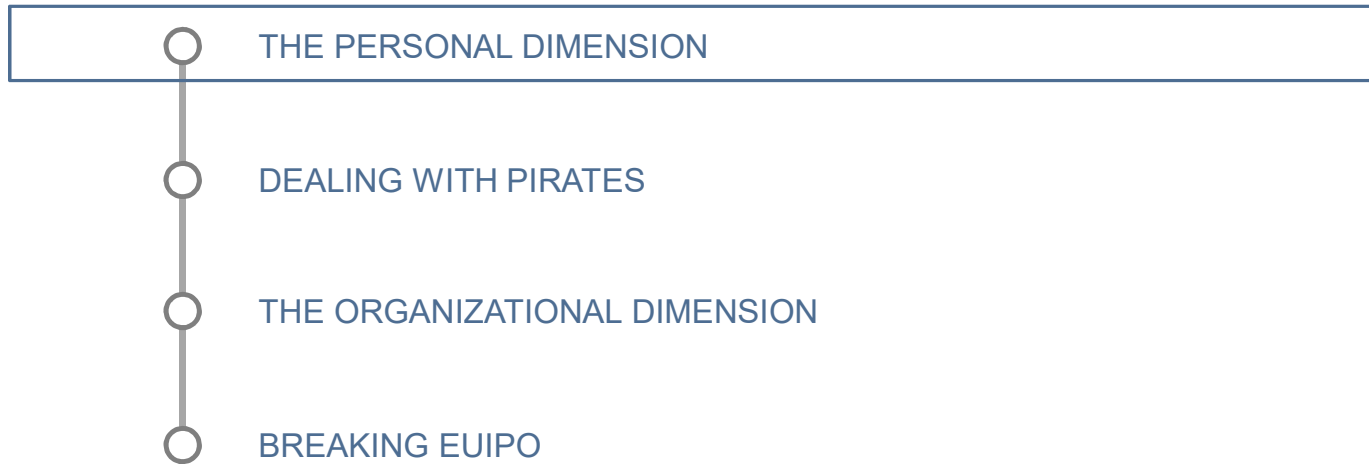 THE PERSONAL DIMENSION
DEALING WITH PIRATES
THE ORGANIZATIONAL DIMENSION
BREAKING EUIPO